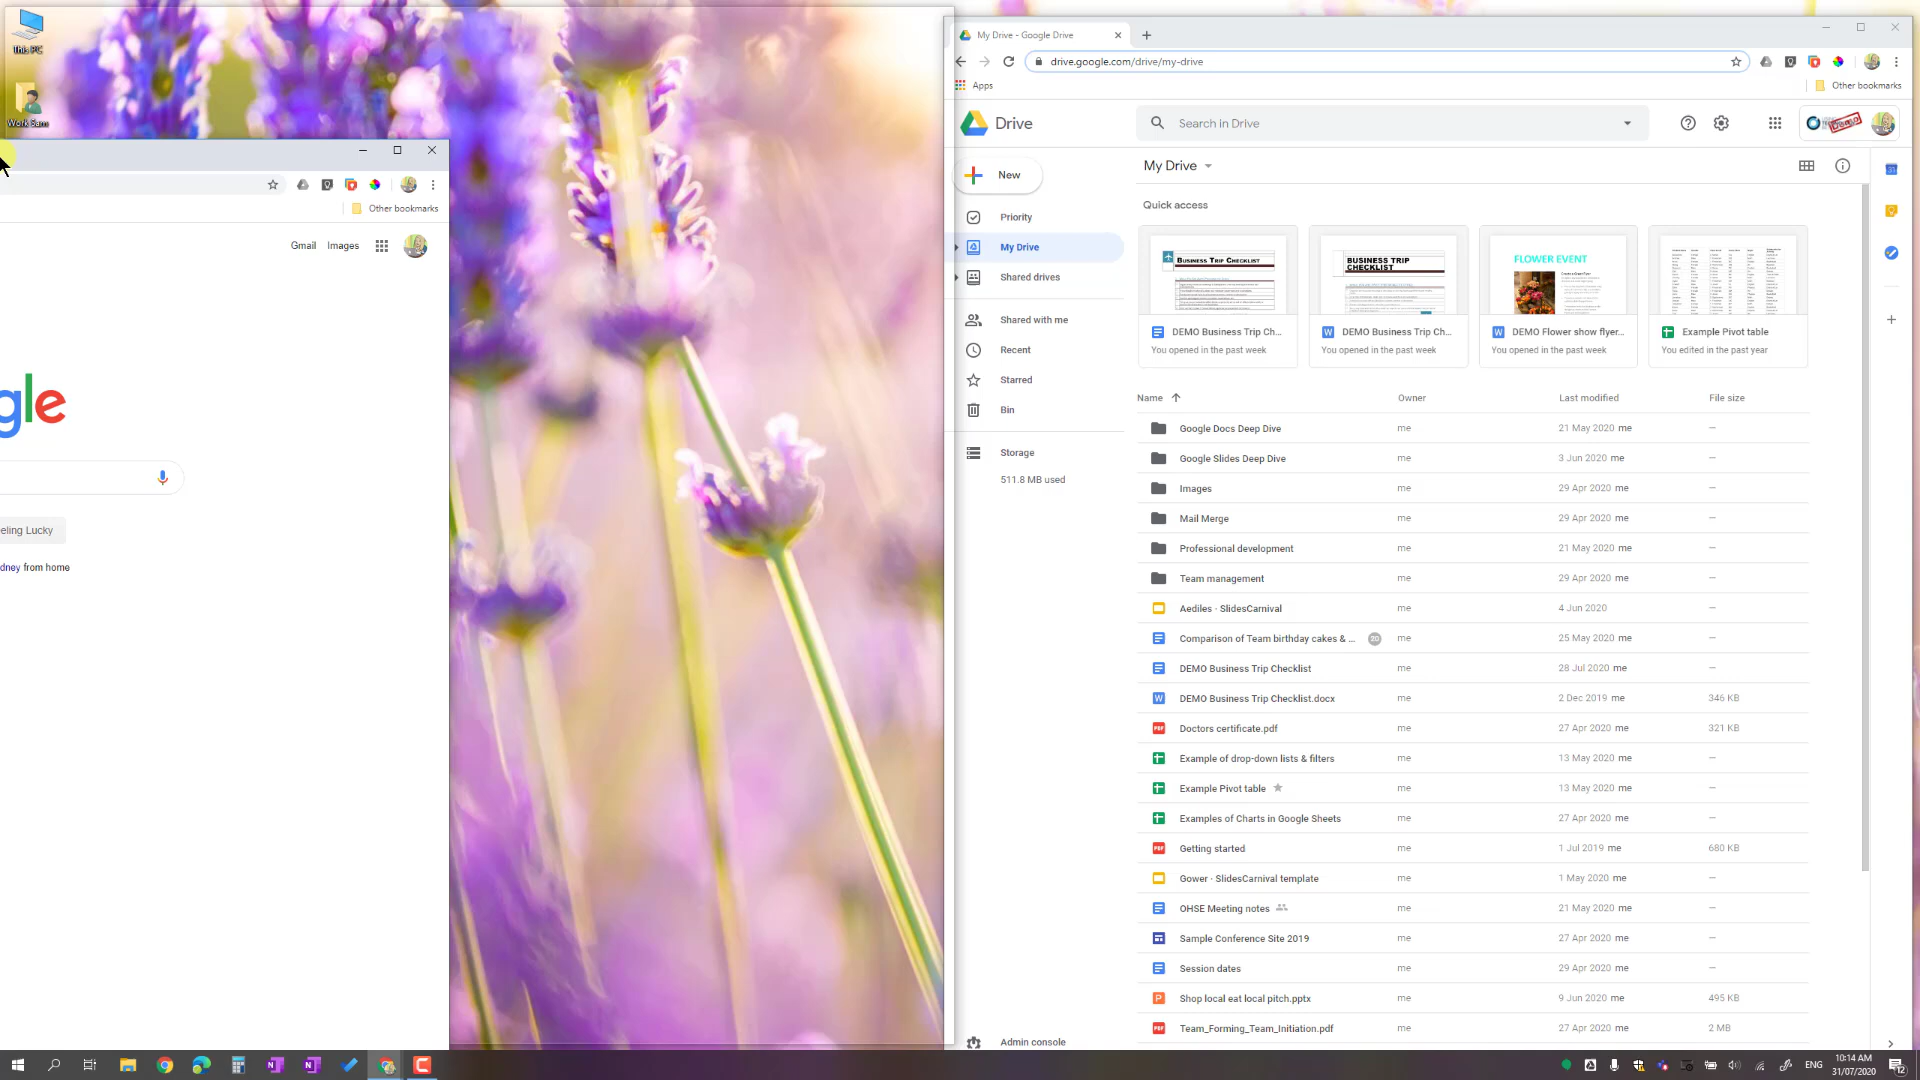 This PC
Work Sam
Other bookmarks
Gmail
Images
gle
eling Lucky
dney from home
My Drive - Google Drive
drive.google.com/drive/my-drive
Apps
Other bookmarks
Drive
Search in Drive
Demo
New
Priority
My Drive
Shared drives
Shared with me
Recent
Starred
Bin
Storage
511.8 MB used
Admin console
My Drive
Quick access
BUSINESS TRIP CHECKLIST
BUSINESS TRIP
CHECKLIST
FLOWER EVENT
DEMO Business Trip Ch...
You opened in the past week
DEMO Business Trip Ch...
You opened in the past week
DEMO Flower show flyer...
You opened in the past week
Example Pivot table
You edited in the past year
Name Owner Last modified File size
Google Docs Deep Dive me 21 May 2020 me —
Google Slides Deep Dive me 3 Jun 2020 me —
Images me 29 Apr 2020 me —
Mail Merge me 29 Apr 2020 me —
Professional development me 21 May 2020 me —
Team management me 29 Apr 2020 me —
Aediles · SlidesCarnival me 4 Jun 2020 —
Comparison of Team birthday cakes & ... 20 me 25 May 2020 me —
DEMO Business Trip Checklist me 28 Jul 2020 me —
DEMO Business Trip Checklist.docx me 2 Dec 2019 me 346 KB
Doctors certificate.pdf me 27 Apr 2020 me 321 KB
Example of drop-down lists & filters me 13 May 2020 me —
Example Pivot table me 13 May 2020 me —
Examples of Charts in Google Sheets me 27 Apr 2020 me —
Getting started me 1 Jul 2019 me 680 KB
Gower · SlidesCarnival template me 1 May 2020 me —
OHSE Meeting notes me 21 May 2020 me —
Sample Conference Site 2019 me 27 Apr 2020 me —
Session dates me 29 Apr 2020 me —
Shop local eat local pitch.pptx me 9 Jun 2020 me 495 KB
Team_Forming_Team_Initiation.pdf me 27 Apr 2020 me 2 MB
ENG
10:14 AM
31/07/2020